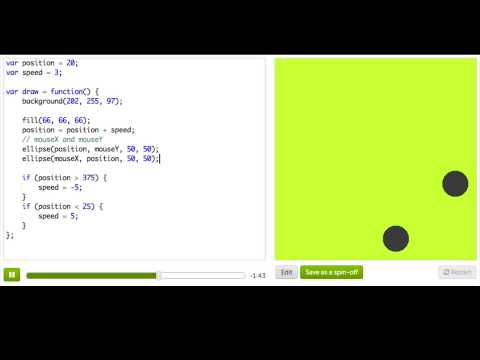 var position = 20;
var speed = 3;
var draw = function() {
background(202, 255, 97);
fill(66, 66, 66);
position = position + speed;
// mouseX and mouseY
ellipse(position, mouseY, 50, 50);
ellipse(mouseX, position, 50, 50);
if (position > 375) {
speed = -5;
}
if (position < 25) {
speed = 5;
}
};
-1:43
Edit
Save as a spin-off
Restart